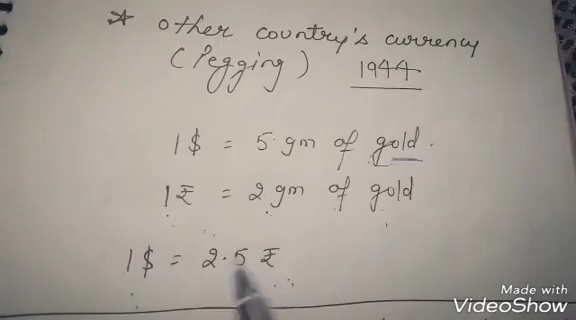 * Other country's currency
(Pegging) 1944
1$ = 5 gm of gold.
1₹ = 2 gm of gold
1$ = 2.5 ₹
Made with
VideoShow